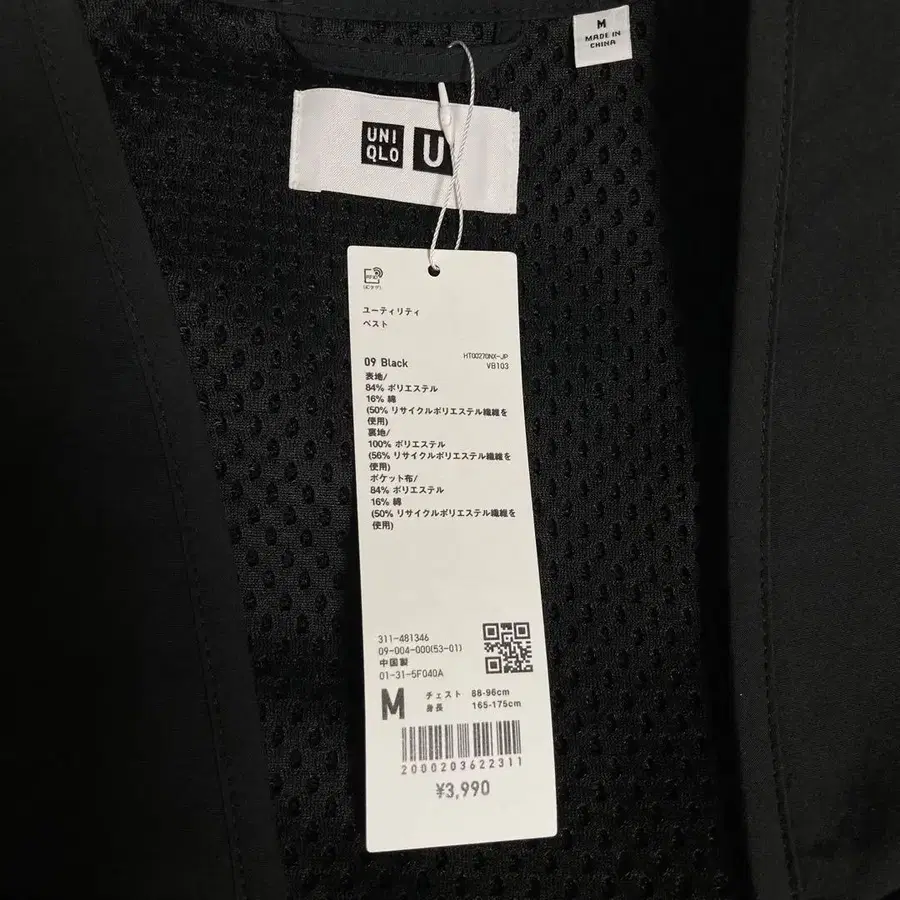 M
MADE IN
CHINA
UNI
QLO
U
RFID
(ICタグ)
ユーティリティ
ベスト
HT00270NX-JP
09 Black
VB103
表地/
84% ポリエステル
16% 綿
(50% リサイクルポリエステル繊維を
使用)
裏地/
100% ポリエステル
(56% リサイクルポリエステル繊維を
使用)
ポケット布/
84% ポリエステル
16% 綿
(50% リサイクルポリエステル繊維を
使用)
311-481346
09-004-000(53-01)
中国製
01-31-5F040A
M チェスト 88-96cm
身長 165-175cm
2000203622311
¥3,990